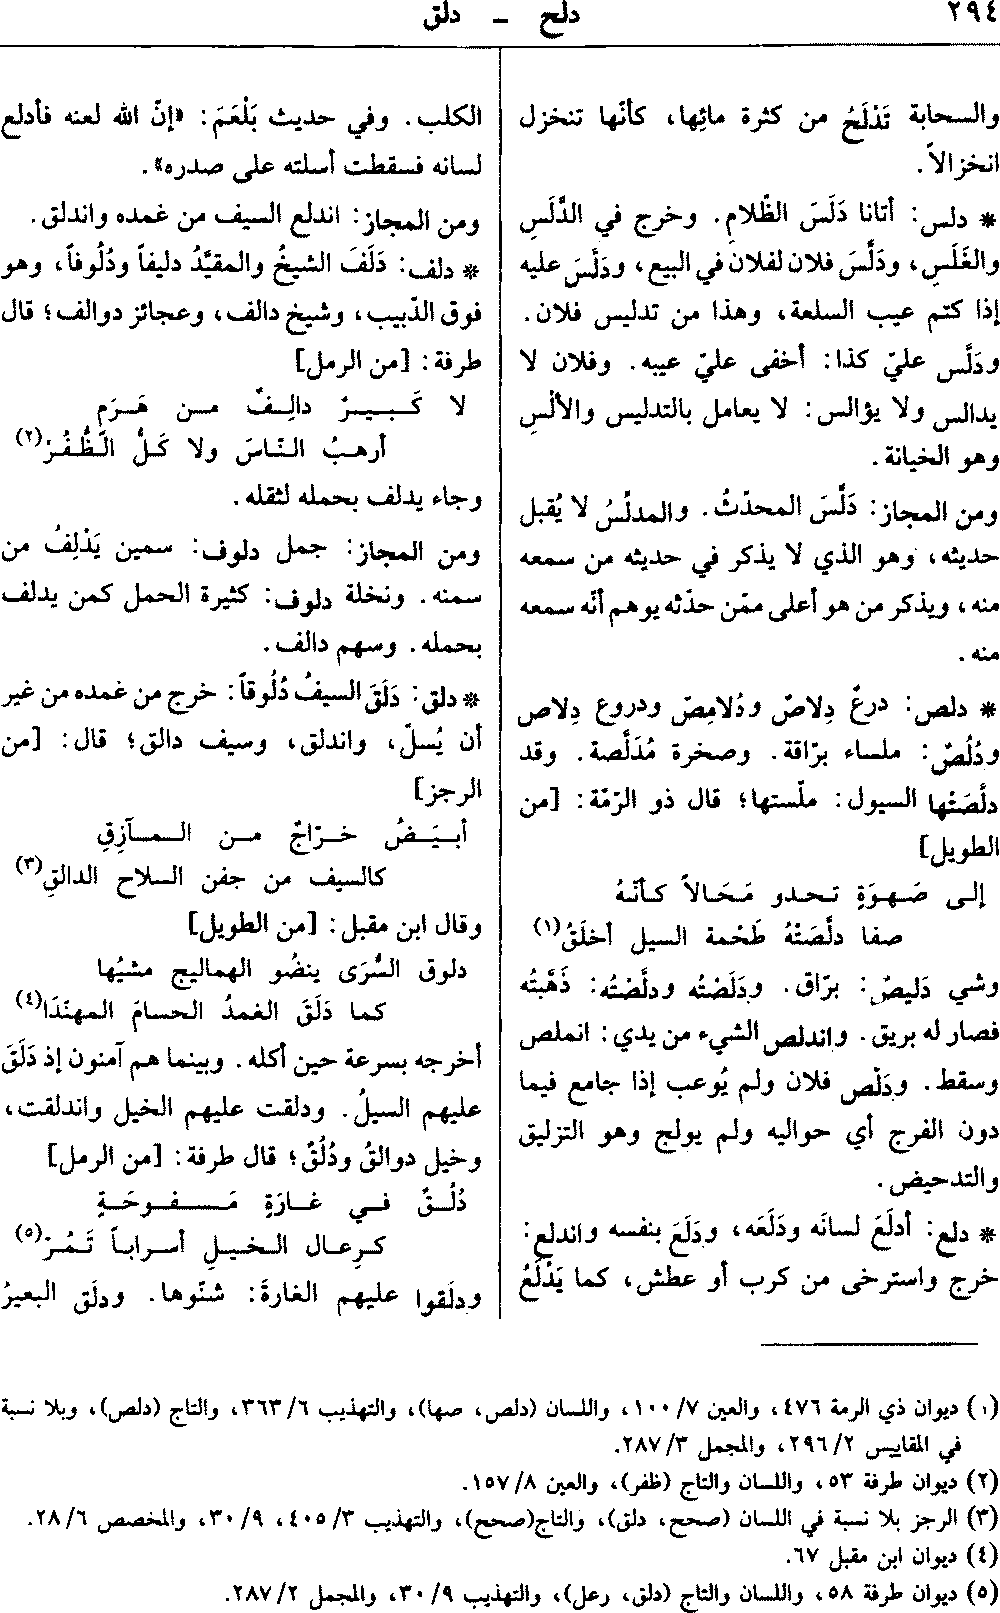 ٢٩٤
دلح - دلق
والسحابة تَدْلَحُ من كثرة مائِها، كأنّها تنخزل
انخزالاً.
* دلس: أتانا دَلَسَ الظّلامِ. وخرج في الدَّلَسِ
والغَلَسِ، ودَلَّسَ فلان لفلان في البيع، ودَلَّسَ عليه
إذا كتم عيب السلعة، وهذا من تدليس فلان.
ودَلَّس عليّ كذا: أخفى عليّ عيبه. وفلان لا
يدالس ولا يؤالس: لا يعامل بالتدليس والألْسِ
وهو الخيانة.
ومن المجاز: دَلَّسَ المحدّثُ. والمدلّسُ لا يُقبل
حديثه، وهو الذي لا يذكر في حديثه من سمعه
منه، ويذكر من هو أعلى ممّن حدّثه يوهم أنّه سمعه
منه.
* دلص: درعٌ دِلاصٌ ودُلامِصٌ ودروع دِلاص
ودُلُصٌ: ملساء برّاقة. وصخرة مُدَلَّصة. وقد
دلَّصَتْها السيول: ملّستها؛ قال ذو الرّمّة: [من
الطويل]
إلى صَهوَةٍ تحدو مَحَالاً كأنّهُ
صفا دلَّصَتْهُ طَحْمة السيل أخلَقُ(١)
وشي دَليصٌ: برّاق. ودَلَصْتُه ودلَّصْتُه: ذَهَّبتُه
فصار له بريق. واندلص الشيء من يدي: انملص
وسقط. ودَلّص فلان ولم يُوعب إذا جامع فيما
دون الفرج أي حواليه ولم يولج وهو التزليق
والتدحيض.
* دلع: أدلَعَ لسانَه ودَلَعَه، ودَلَعَ بنفسه واندلع:
خرج واسترخى من كرب أو عطش، كما يَدْلَعُ
الكلب. وفي حديث بَلْعَمَ: «إنّ الله لعنه فأدلع
لسانه فسقطت أسلته على صدره».
ومن المجاز: اندلع السيف من غمده واندلق.
* دلف: دَلَفَ الشيخُ والمقيَّدُ دليفاً ودُلُوفاً، وهو
فوق الدّبيب، وشيخ دالف، وعجائز دوالف؛ قال
طرفة: [من الرمل]
لا كَبيرٌ دالِفٌ من هَرَمٍ
أرهبُ النّاسَ ولا كَلُّ الظُّفُرْ(٢)
وجاء يدلف بحمله لثقله.
ومن المجاز: جمل دلوف: سمين يَدْلِفُ من
سمنه. ونخلة دلوف: كثيرة الحمل كمن يدلف
بحمله. وسهم دالف.
* دلق: دَلَقَ السيفُ دُلُوقاً: خرج من غمده من غير
أن يُسلّ، واندلق، وسيف دالق؛ قال: [من
الرجز]
أبيَضُ خرّاجٌ من المآزِقِ
كالسيف من جفن السلاح الدالقِ(٣)
وقال ابن مقبل: [من الطويل]
دلوق السُّرَى ينضُو الهماليج مشيُها
كما دَلَقَ الغمدُ الحسامَ المهنّدَا(٤)
أخرجه بسرعة حين أكله. وبينما هم آمنون إذ دَلَقَ
عليهم السيلُ. ودلقت عليهم الخيل واندلقت،
وخيل دوالقُ ودُلُقٌ؛ قال طرفة: [من الرمل]
دُلُقٌ في غارَةٍ مَسفوحَةٍ
كرِعال الخيلِ أسراباً تَمُرّ(٥)
ودلَقوا عليهم الغارةَ: شنّوها. ودلَق البعيرُ
(١) ديوان ذي الرمة ٤٧٦، والعين ٧/ ١٠٠، واللسان (دلص، صها)، والتهذيب ٦/ ٣٦٣، والتاج (دلص)، وبلا نسبة
في المقاييس ٢/ ٢٩٦، والمجمل ٣/ ٢٨٧.
(٢) ديوان طرفة ٥٣، واللسان والتاج (ظفر)، والعين ٨/ ١٥٧.
(٣) الرجز بلا نسبة في اللسان (صحح، دلق)، والتاج(صحح)، والتهذيب ٣/ ٤٠٥، ٩/ ٣٠، والمخصص ٦/ ٢٨.
(٤) ديوان ابن مقبل ٦٧.
(٥) ديوان طرفة ٥٨، واللسان والتاج (دلق، رعل)، والتهذيب ٩/ ٣٠، والمجمل ٢/ ٢٨٧.